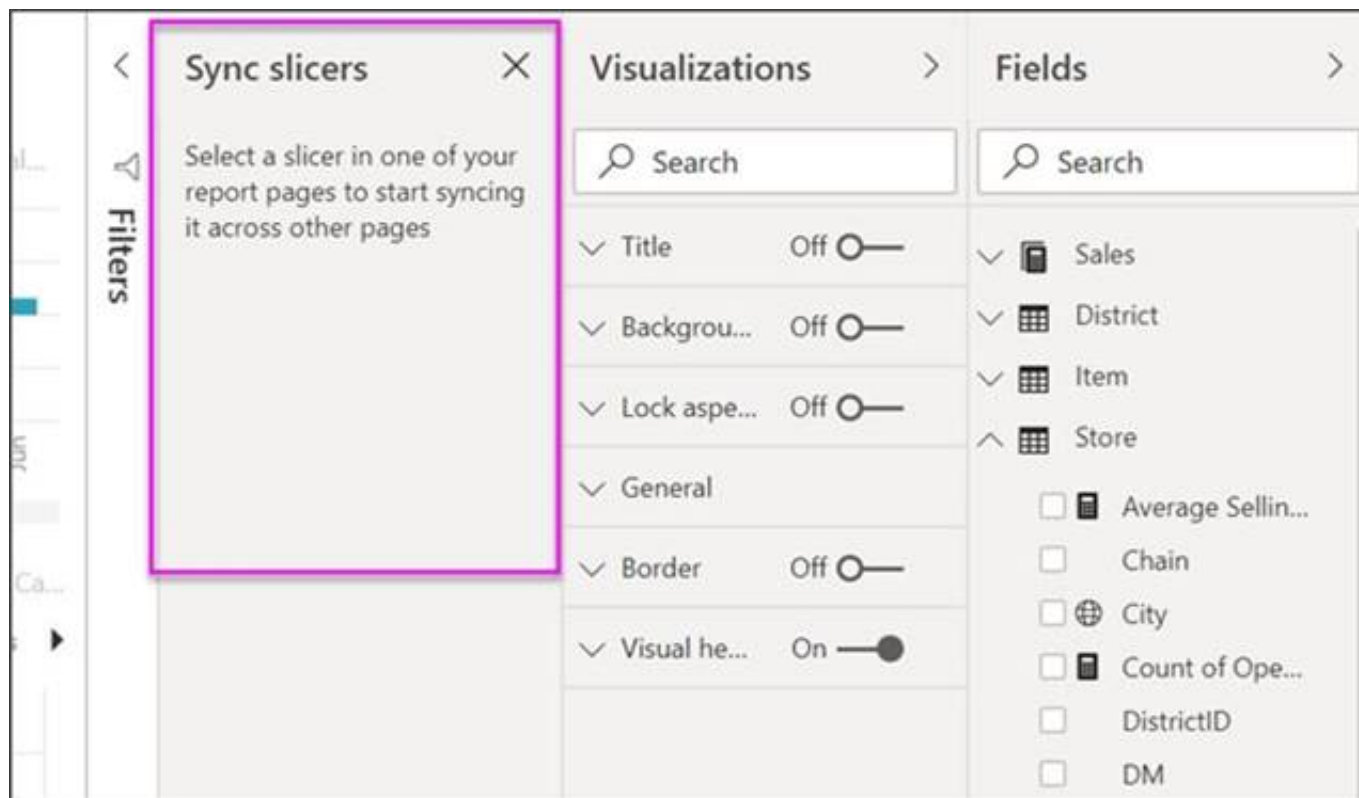 Sync slicers
Select a slicer in one of your
report pages to start syncing
it across other pages
Filters
Visualizations
Search
Title Off
Backgrou... Off
Lock aspe... Off
General
Border Off
Visual he... On
Fields
Search
Sales
District
Item
Store
Average Sellin...
Chain
City
Count of Ope...
DistrictID
DM
Jun
Ca...